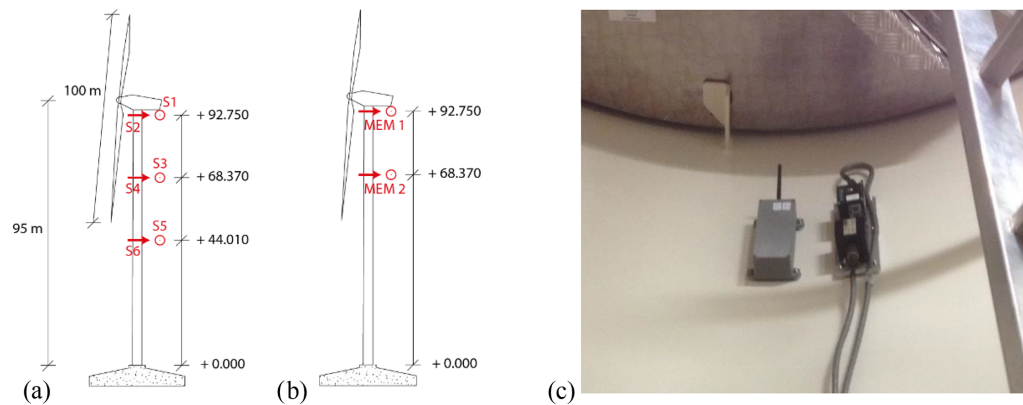 100 m
95 m
S1
S2
+ 92.750
S3
S4
+ 68.370
S5
S6
+ 44.010
+ 0.000
(a)
MEM 1
+ 92.750
MEM 2
+ 68.370
+ 0.000
(b)
(c)